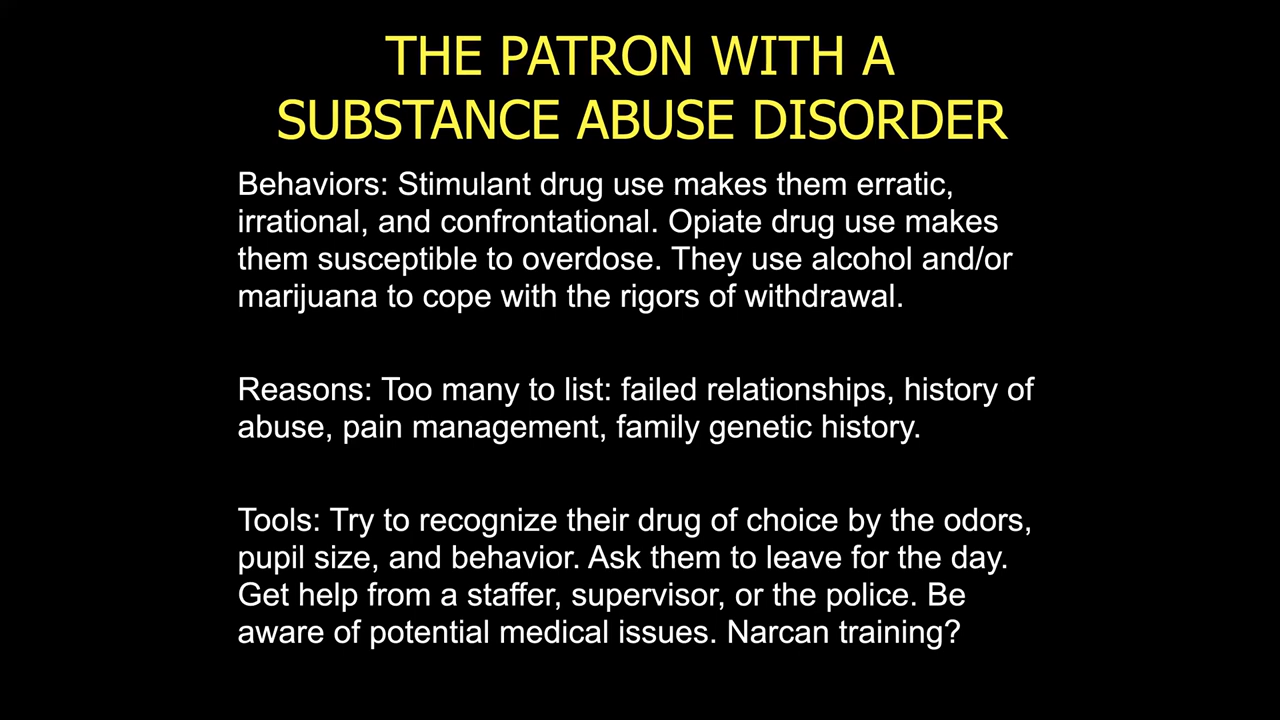 THE PATRON WITH A
SUBSTANCE ABUSE DISORDER
Behaviors: Stimulant drug use makes them erratic,
irrational, and confrontational. Opiate drug use makes
them susceptible to overdose. They use alcohol and/or
marijuana to cope with the rigors of withdrawal.
Reasons: Too many to list: failed relationships, history of
abuse, pain management, family genetic history.
Tools: Try to recognize their drug of choice by the odors,
pupil size, and behavior. Ask them to leave for the day.
Get help from a staffer, supervisor, or the police. Be
aware of potential medical issues. Narcan training?